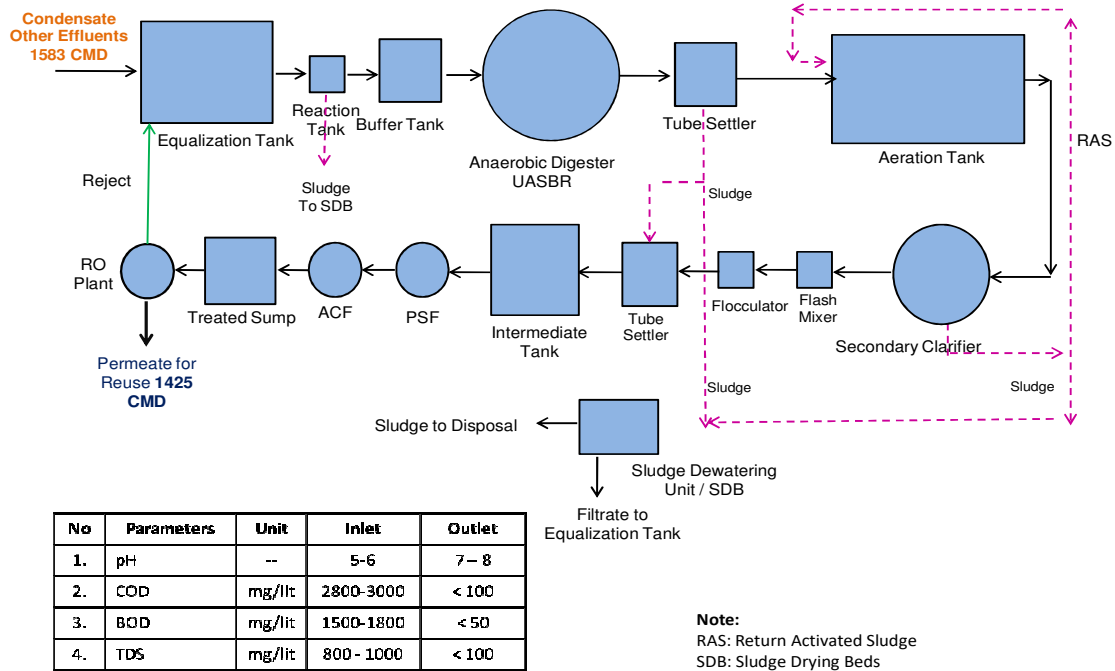 Condensate
Other Effluents
1583 CMD
Equalization Tank
Reaction
Tank
Buffer Tank
Anaerobic Digester
UASBR
Tube Settler
Aeration Tank
RAS
Sludge
To SDB
Reject
Sludge
RO
Plant
Treated Sump
ACF
PSF
Intermediate
Tank
Tube
Settler
Flocculator
Flash
Mixer
Secondary Clarifier
Permeate for
Reuse 1425
CMD
Sludge
Sludge
Sludge to Disposal
Sludge Dewatering
Unit / SDB
Filtrate to
Equalization Tank
No Parameters Unit Inlet Outlet
1. pH -- 5-6 7 – 8
2. COD mg/lit 2800-3000 < 100
3. BOD mg/lit 1500-1800 < 50
4. TDS mg/lit 800 - 1000 < 100
Note:
RAS: Return Activated Sludge
SDB: Sludge Drying Beds